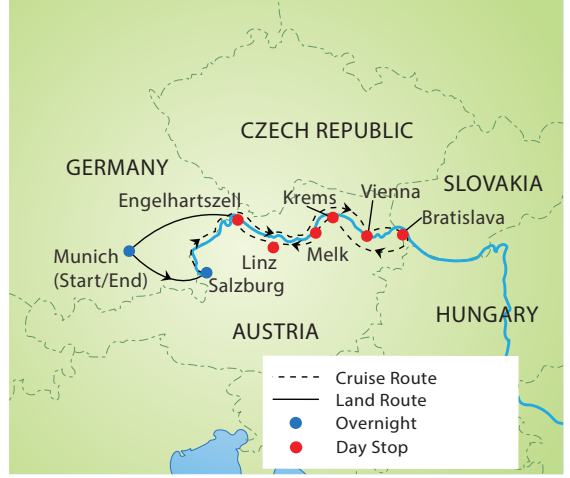 CZECH REPUBLIC
GERMANY
SLOVAKIA
Engelhartszell
Krems
Vienna
Bratislava
Munich
(Start/End)
Linz
Melk
Salzburg
HUNGARY
AUSTRIA
Cruise Route
Land Route
Overnight
Day Stop